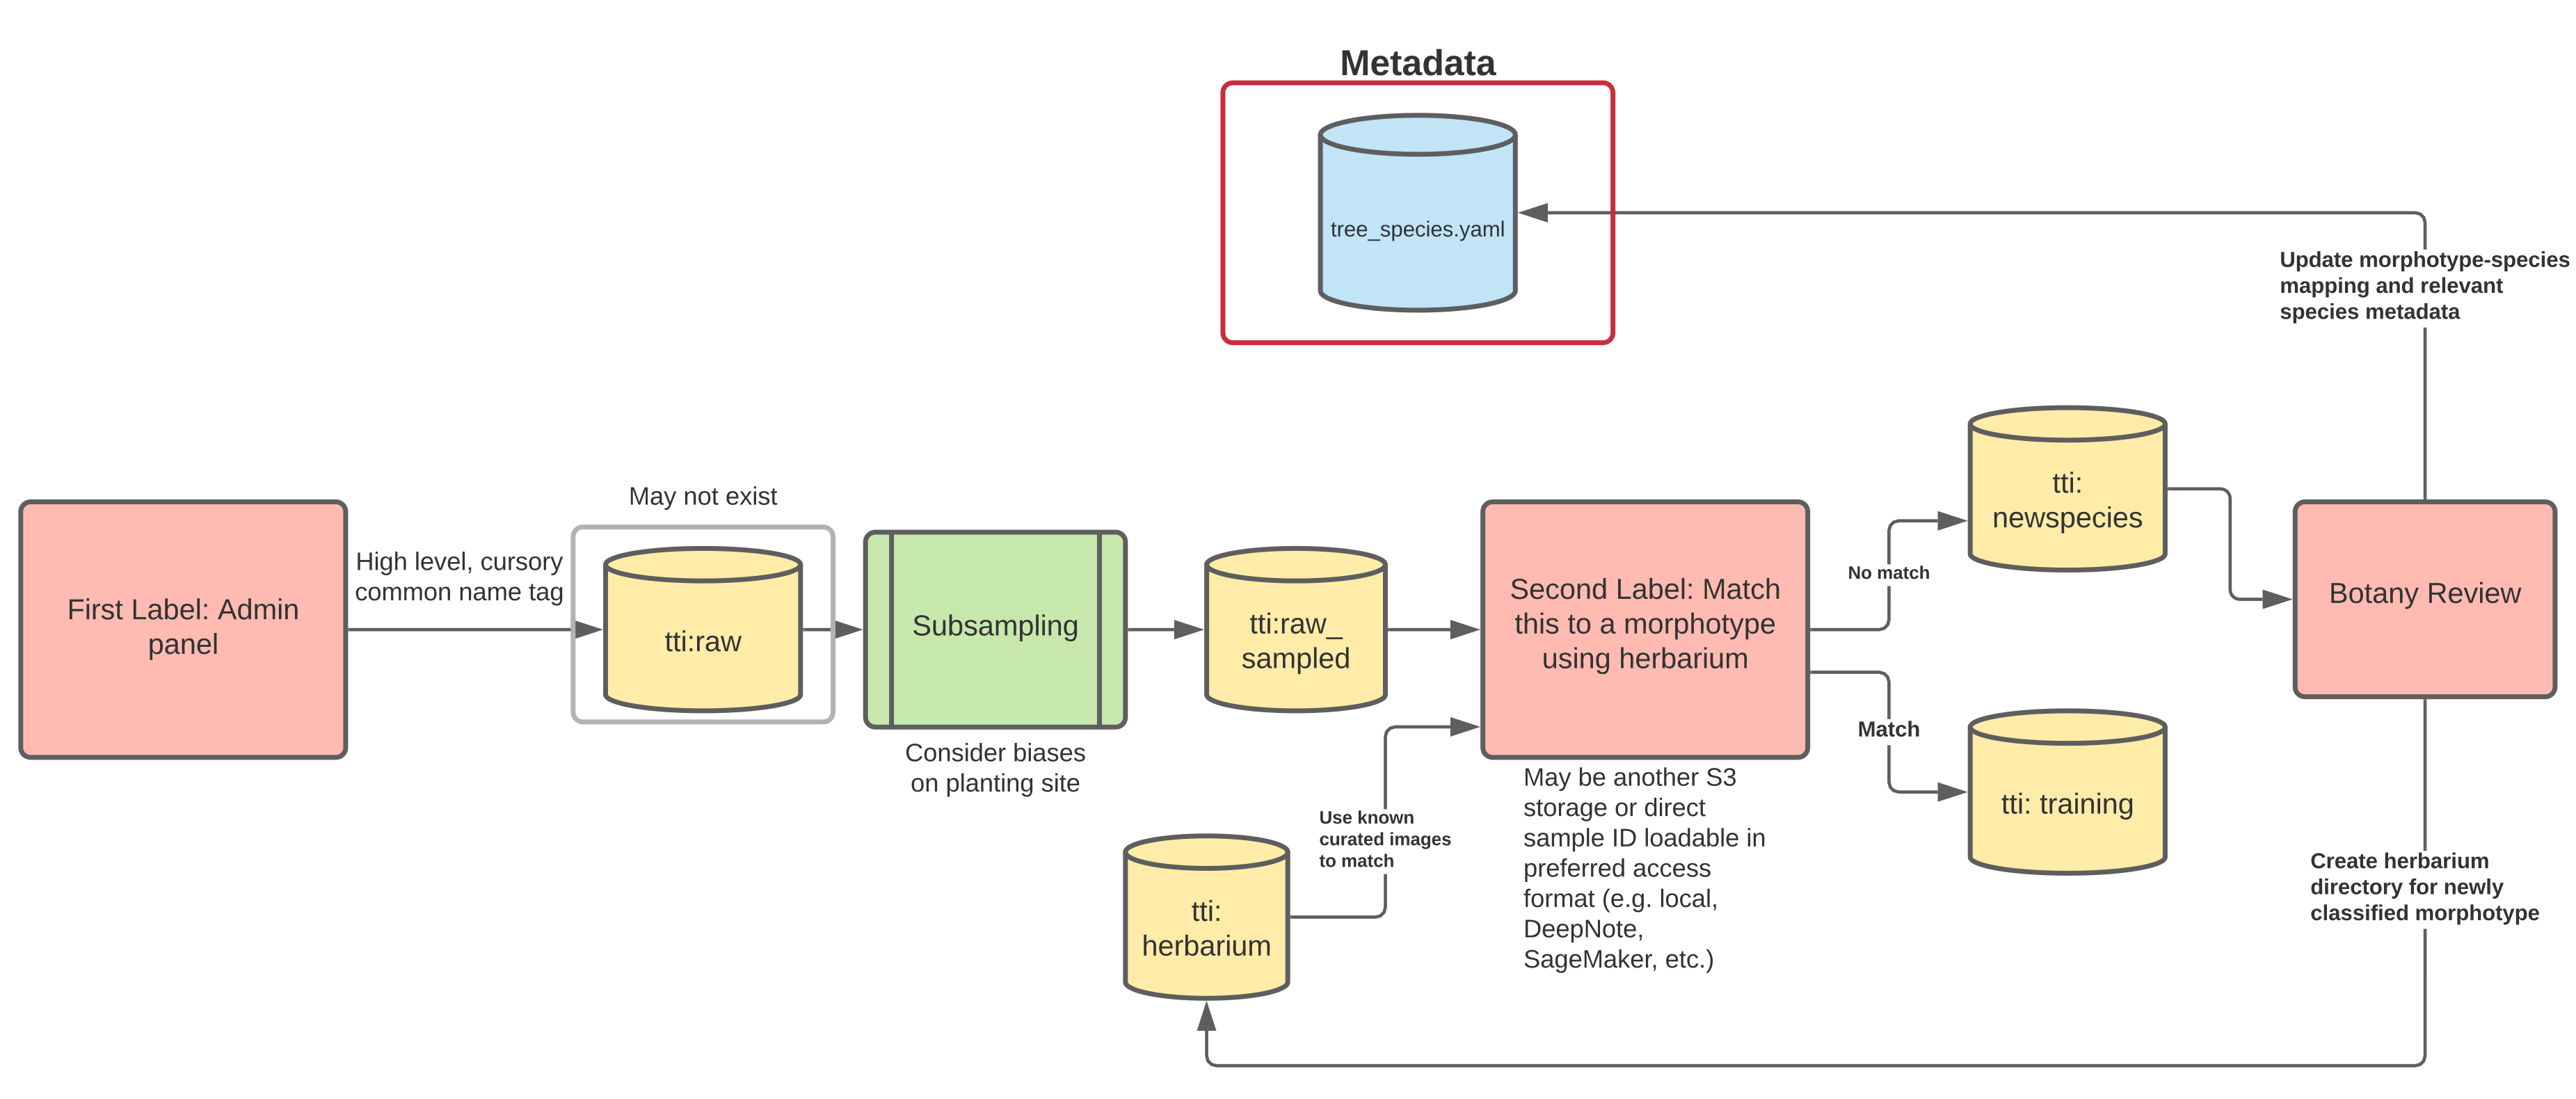 Metadata
tree_species.yaml
Update morphotype-species
mapping and relevant
species metadata
First Label: Admin
panel
High level, cursory
common name tag
May not exist
tti:raw
Subsampling
Consider biases
on planting site
tti:raw_
sampled
Second Label: Match
this to a morphotype
using herbarium
May be another S3
storage or direct
sample ID loadable in
preferred access
format (e.g. local,
DeepNote,
SageMaker, etc.)
Use known
curated images
to match
tti:
herbarium
No match
Match
tti:
newspecies
tti: training
Botany Review
Create herbarium
directory for newly
classified morphotype